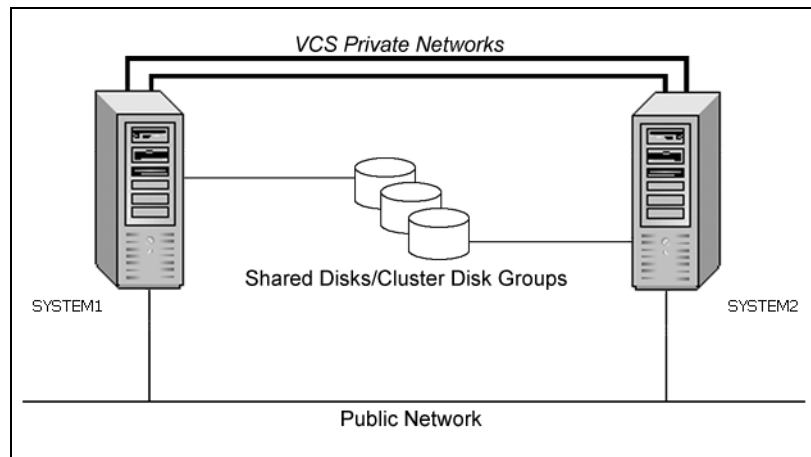 VCS Private Networks
Shared Disks/Cluster Disk Groups
SYSTEM1
SYSTEM2
Public Network